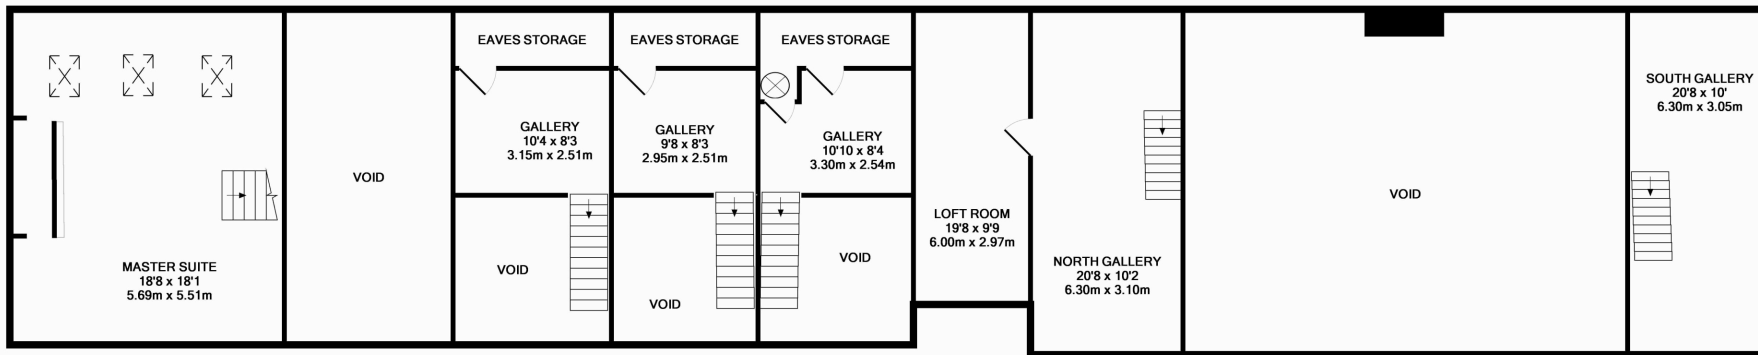 EAVES STORAGE
EAVES STORAGE
EAVES STORAGE
SOUTH GALLERY
20'8 x 10'
6.30m x 3.05m
GALLERY
10'4 x 8'3
3.15m x 2.51m
GALLERY
9'8 x 8'3
2.95m x 2.51m
GALLERY
10'10 x 8'4
3.30m x 2.54m
VOID
VOID
LOFT ROOM
19'8 x 9'9
6.00m x 2.97m
MASTER SUITE
18'8 x 18'1
5.69m x 5.51m
VOID
VOID
VOID
NORTH GALLERY
20'8 x 10'2
6.30m x 3.10m